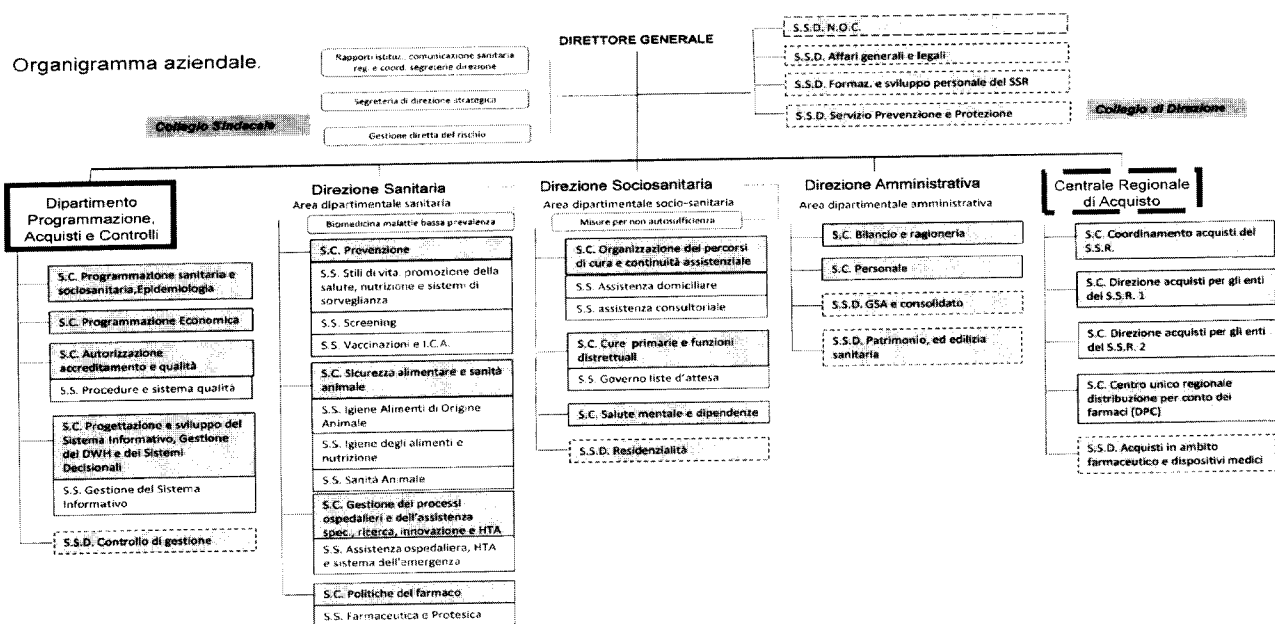 Organigramma aziendale.
Rapporti istituz., comunicazione sanitaria
reg. e coord. segreterie direzione
Segreteria di direzione strategica
Gestione diretta del rischio
Collegio Sindacale
DIRETTORE GENERALE
S.S.D. N.O.C.
S.S.D. Affari generali e legali
S.S.D. Formaz. e sviluppo personale del SSR
S.S.D. Servizio Prevenzione e Protezione
Collegio di Direzione
Dipartimento
Programmazione,
Acquisti e Controlli
S.C. Programmazione sanitaria e
sociosanitaria,Epidemiologia
S.C. Programmazione Economica
S.C. Autorizzazione
accreditamento e qualità
S.S. Procedure e sistema qualità
S.C. Progettazione e sviluppo del
Sistema Informativo, Gestione
del DWH e dei Sistemi
Decisionali
S.S. Gestione del Sistema
Informativo
S.S.D. Controllo di gestione
Direzione Sanitaria
Area dipartimentale sanitaria
Biomedicina malattie bassa prevalenza
S.C. Prevenzione
S.S. Stili di vita, promozione della
salute, nutrizione e sistemi di
sorveglianza
S.S. Screening
S.S. Vaccinazioni e I.C.A.
S.C. Sicurezza alimentare e sanità
animale
S.S. Igiene Alimenti di Origine
Animale
S.S. Igiene degli alimenti e
nutrizione
S.S. Sanità Animale
S.C. Gestione dei processi
ospedalieri e dell'assistenza
spec., ricerca, innovazione e HTA
S.S. Assistenza ospedaliera, HTA
e sistema dell'emergenza
S.C. Politiche del farmaco
S.S. Farmaceutica e Protesica
Direzione Sociosanitaria
Area dipartimentale socio-sanitaria
Misure per non autosufficienza
S.C. Organizzazione dei percorsi
di cura e continuità assistenziale
S.S. Assistenza domiciliare
S.S. assistenza consultoriale
S.C. Cure primarie e funzioni
distrettuali
S.S. Governo liste d'attesa
S.C. Salute mentale e dipendenze
S.S.D. Residenzialità
Direzione Amministrativa
Area dipartimentale amministrativa
S.C. Bilancio e ragioneria
S.C. Personale
S.S.D. GSA e consolidato
S.S.D. Patrimonio, ed edilizia
sanitaria
Centrale Regionale
di Acquisto
S.C. Coordinamento acquisti del
S.S.R.
S.C. Direzione acquisti per gli enti
del S.S.R. 1
S.C. Direzione acquisti per gli enti
del S.S.R. 2
S.C. Centro unico regionale
distribuzione per conto dei
farmaci (DPC)
S.S.D. Acquisti in ambito
farmaceutico e dispositivi medici